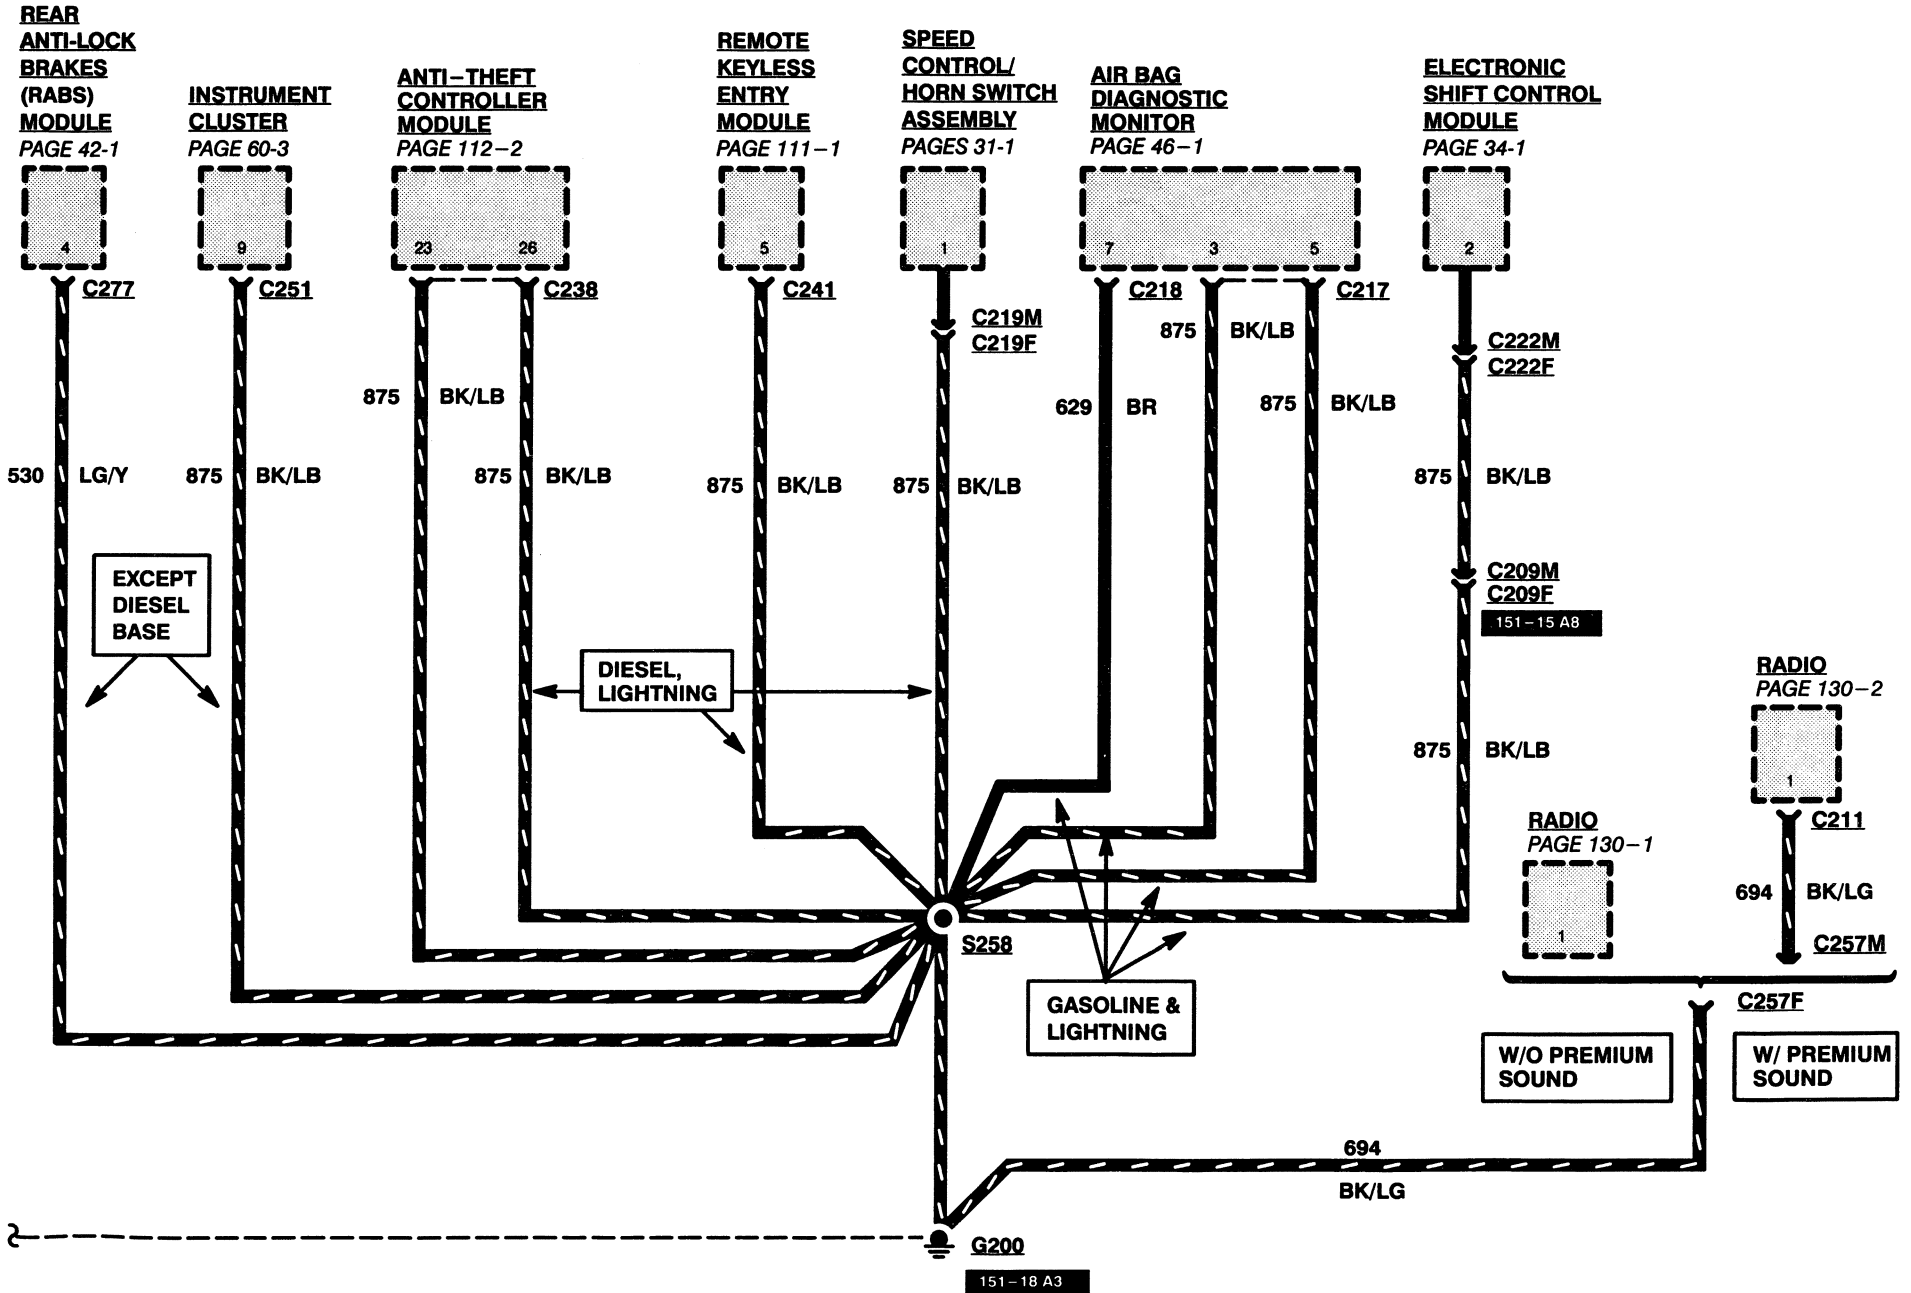 REAR
ANTI-LOCK
BRAKES
(RABS)
MODULE
PAGE 42-1
INSTRUMENT
CLUSTER
PAGE 60-3
ANTI-THEFT
CONTROLLER
MODULE
PAGE 112-2
REMOTE
KEYLESS
ENTRY
MODULE
PAGE 111-1
SPEED
CONTROL/
HORN SWITCH
ASSEMBLY
PAGES 31-1
AIR BAG
DIAGNOSTIC
MONITOR
PAGE 46-1
ELECTRONIC
SHIFT CONTROL
MODULE
PAGE 34-1
4
9
23 26
5
1
7 3 5
2
C277
C251
C238
C241
C219M
C219F
C218
C217
875 BK/LB
C222M
C222F
875 BK/LB
629 BR
875 BK/LB
530 LG/Y
875 BK/LB
875 BK/LB
875 BK/LB
875 BK/LB
875 BK/LB
C209M
C209F
151-15 A8
EXCEPT
DIESEL
BASE
DIESEL,
LIGHTNING
RADIO
PAGE 130-2
1
C211
875 BK/LB
RADIO
PAGE 130-1
1
694 BK/LG
C257M
S258
C257F
GASOLINE &
LIGHTNING
W/O PREMIUM
SOUND
W/ PREMIUM
SOUND
694
BK/LG
G200
151-18 A3